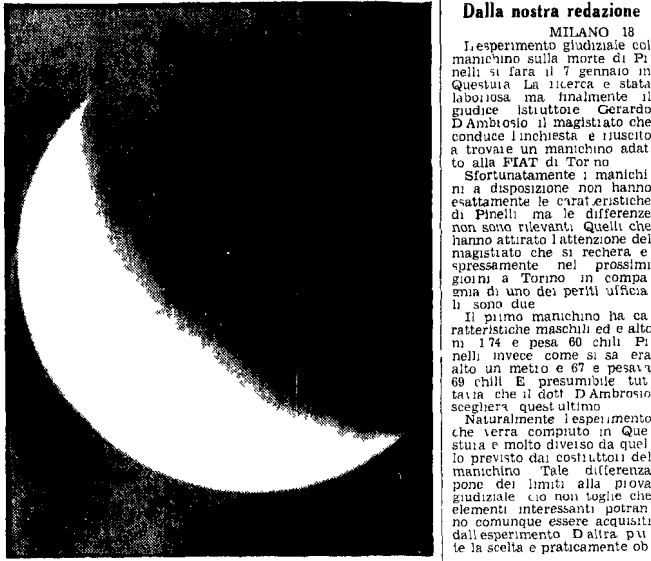 Dalla nostra redazione
MILANO 18
L esperimento giudiziale col
manichino sulla morte di Pi
nelli si fara il 7 gennaio in
Questura La ricerca e stata
laboriosa ma finalmente il
giudice istruttore Gerardo
D Ambrosio il magistrato che
conduce l inchiesta e riuscito
a trovare un manichino adat
to alla FIAT di Tor no
Sfortunatamente i manichi
ni a disposizione non hanno
esattamente le caratteristiche
di Pinelli ma le differenze
non sono rilevanti Quelli che
hanno attirato l attenzione del
magistrato che si rechera e
spressamente nei prossimi
giorni a Torino in compa
gnia di uno dei periti ufficia
li sono due
Il primo manichino ha ca
ratteristiche maschili ed e alto
m 1 74 e pesa 60 chili Pi
nelli invece come si sa era
alto un metro e 67 e pesava
69 chili E presumibile tut
tavia che il dott D Ambrosio
scegliera quest ultimo
Naturalmente l esperimento
che verra compiuto in Que
stura e molto diverso da quel
lo previsto dai costruttori del
manichino Tale differenza
pone dei limiti alla prova
giudiziale cio non toglie che
elementi interessanti potran
no comunque essere acquisiti
dall esperimento D altra par
te la scelta e praticamente ob